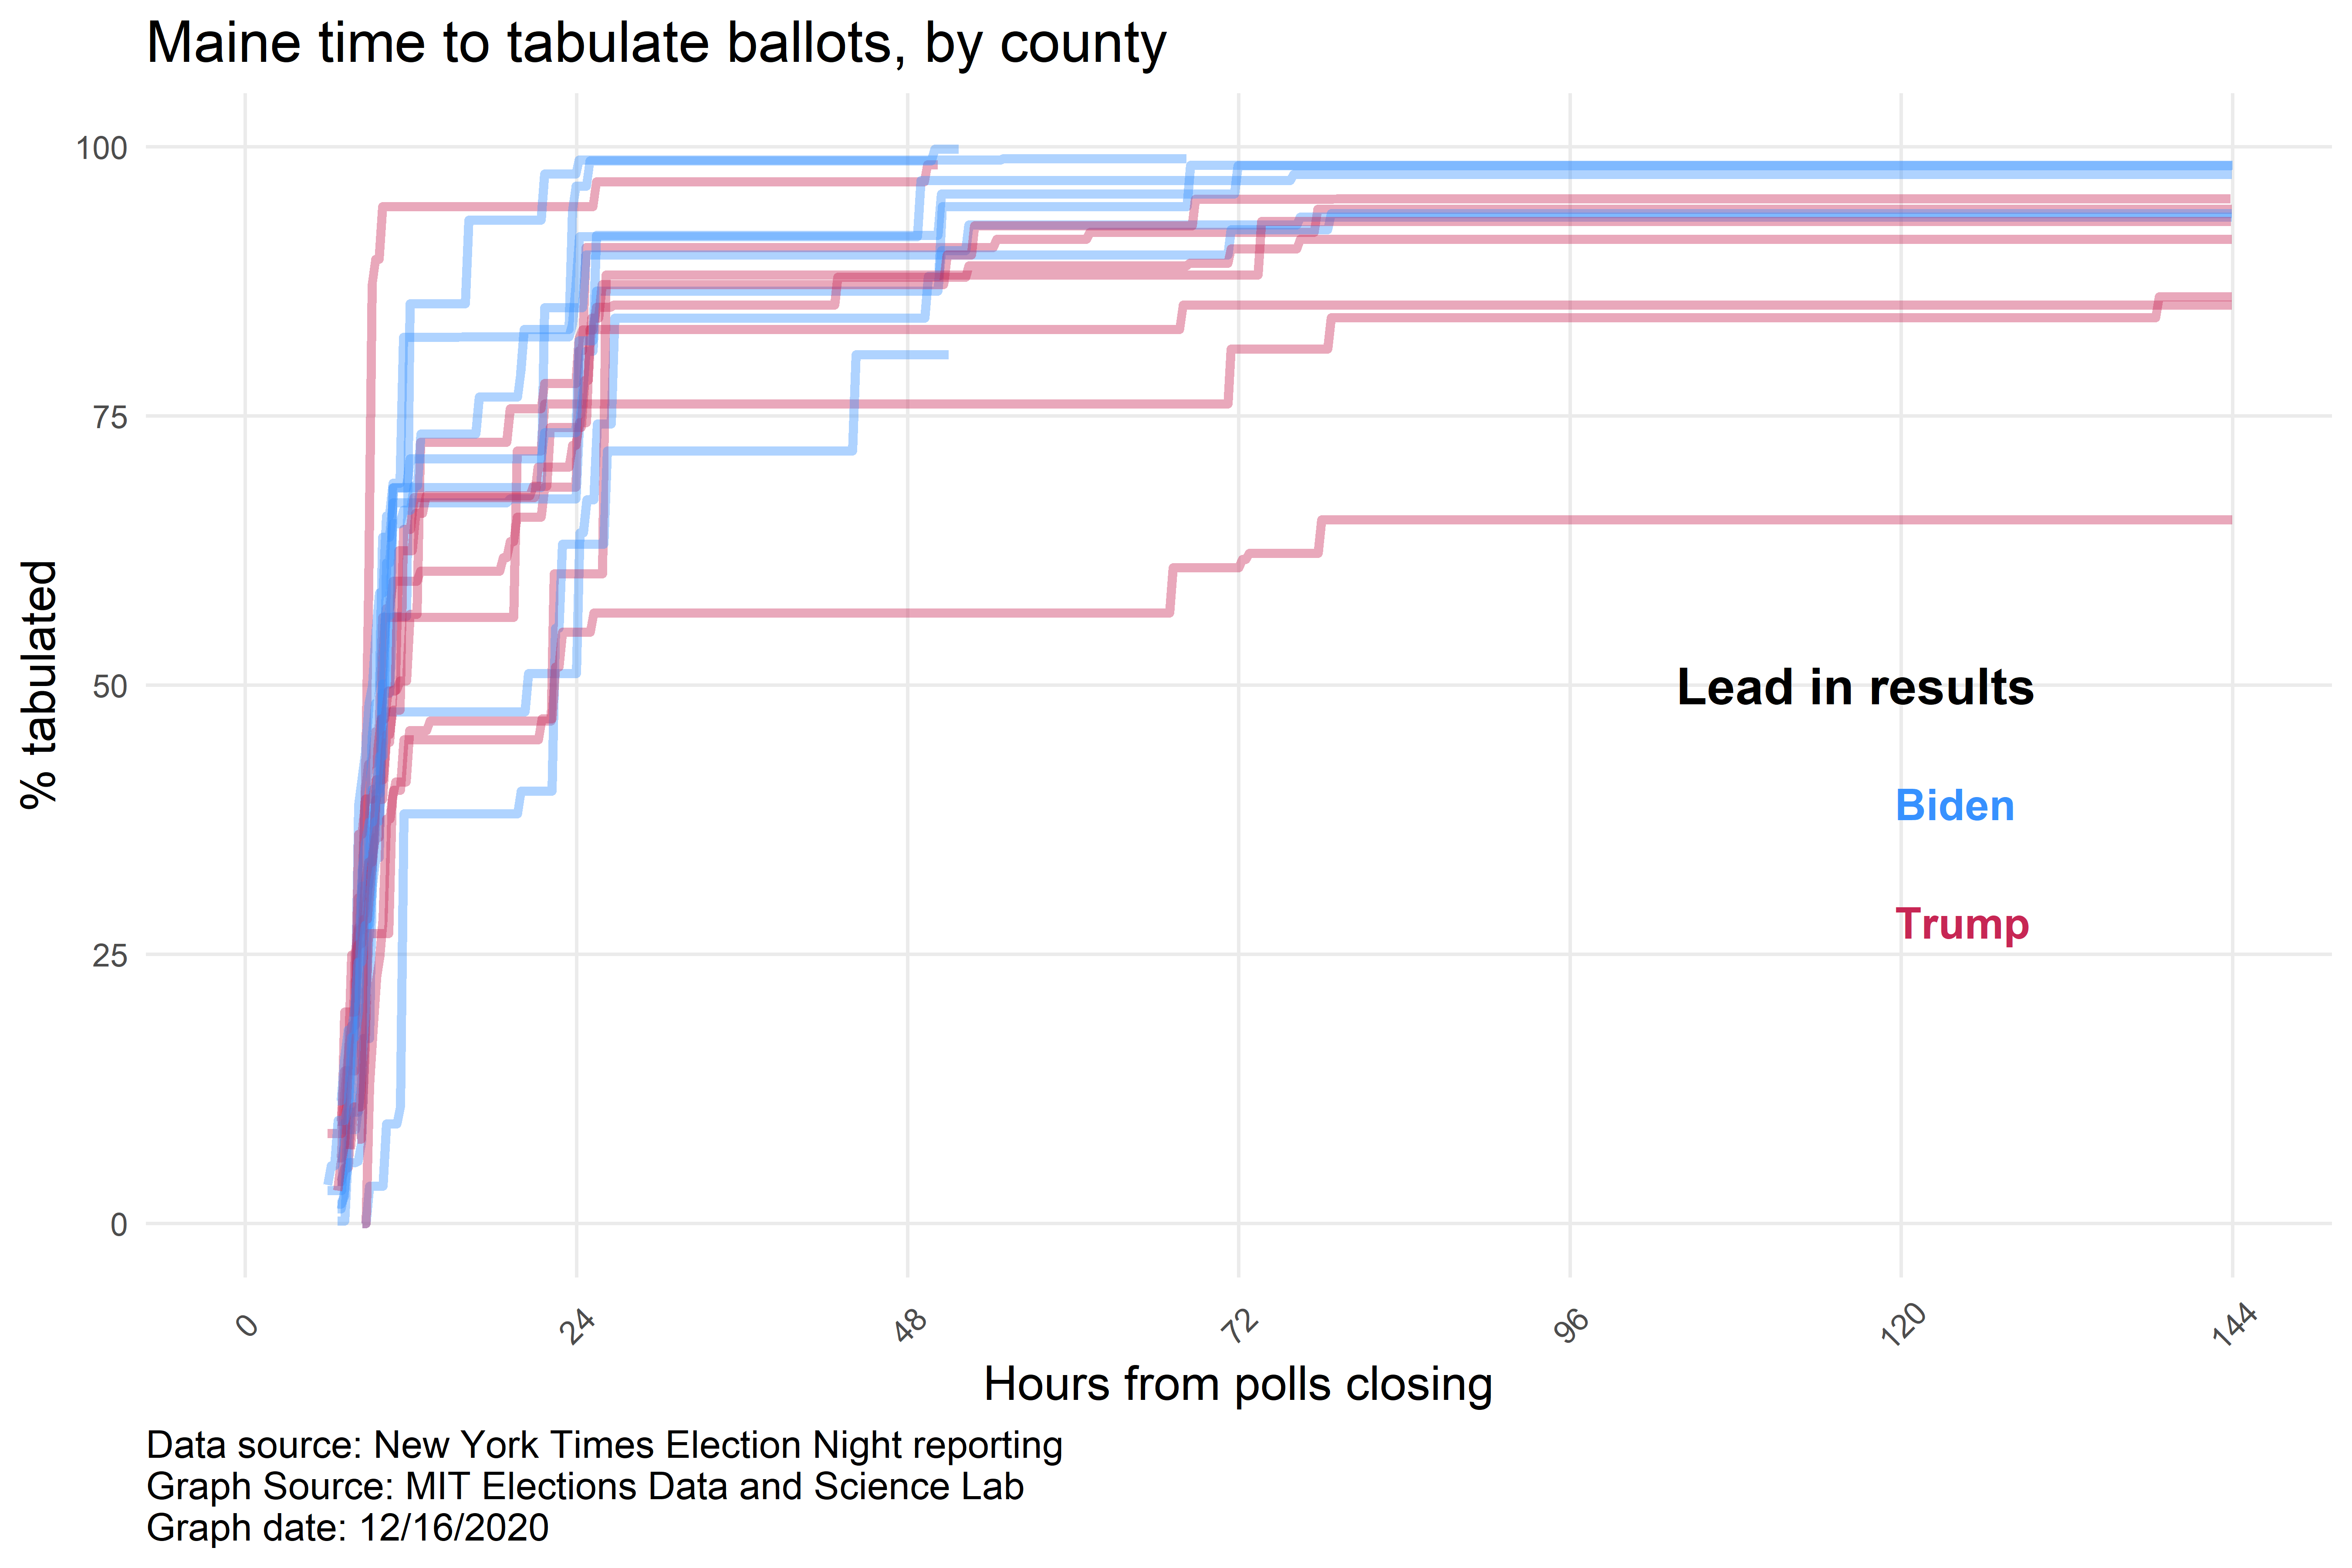 Maine time to tabulate ballots, by county
% tabulated
100
75
50
25
0
Lead in results
Biden
Trump
0
24
48
72
96
120
144
Hours from polls closing
Data source: New York Times Election Night reporting
Graph Source: MIT Elections Data and Science Lab
Graph date: 12/16/2020